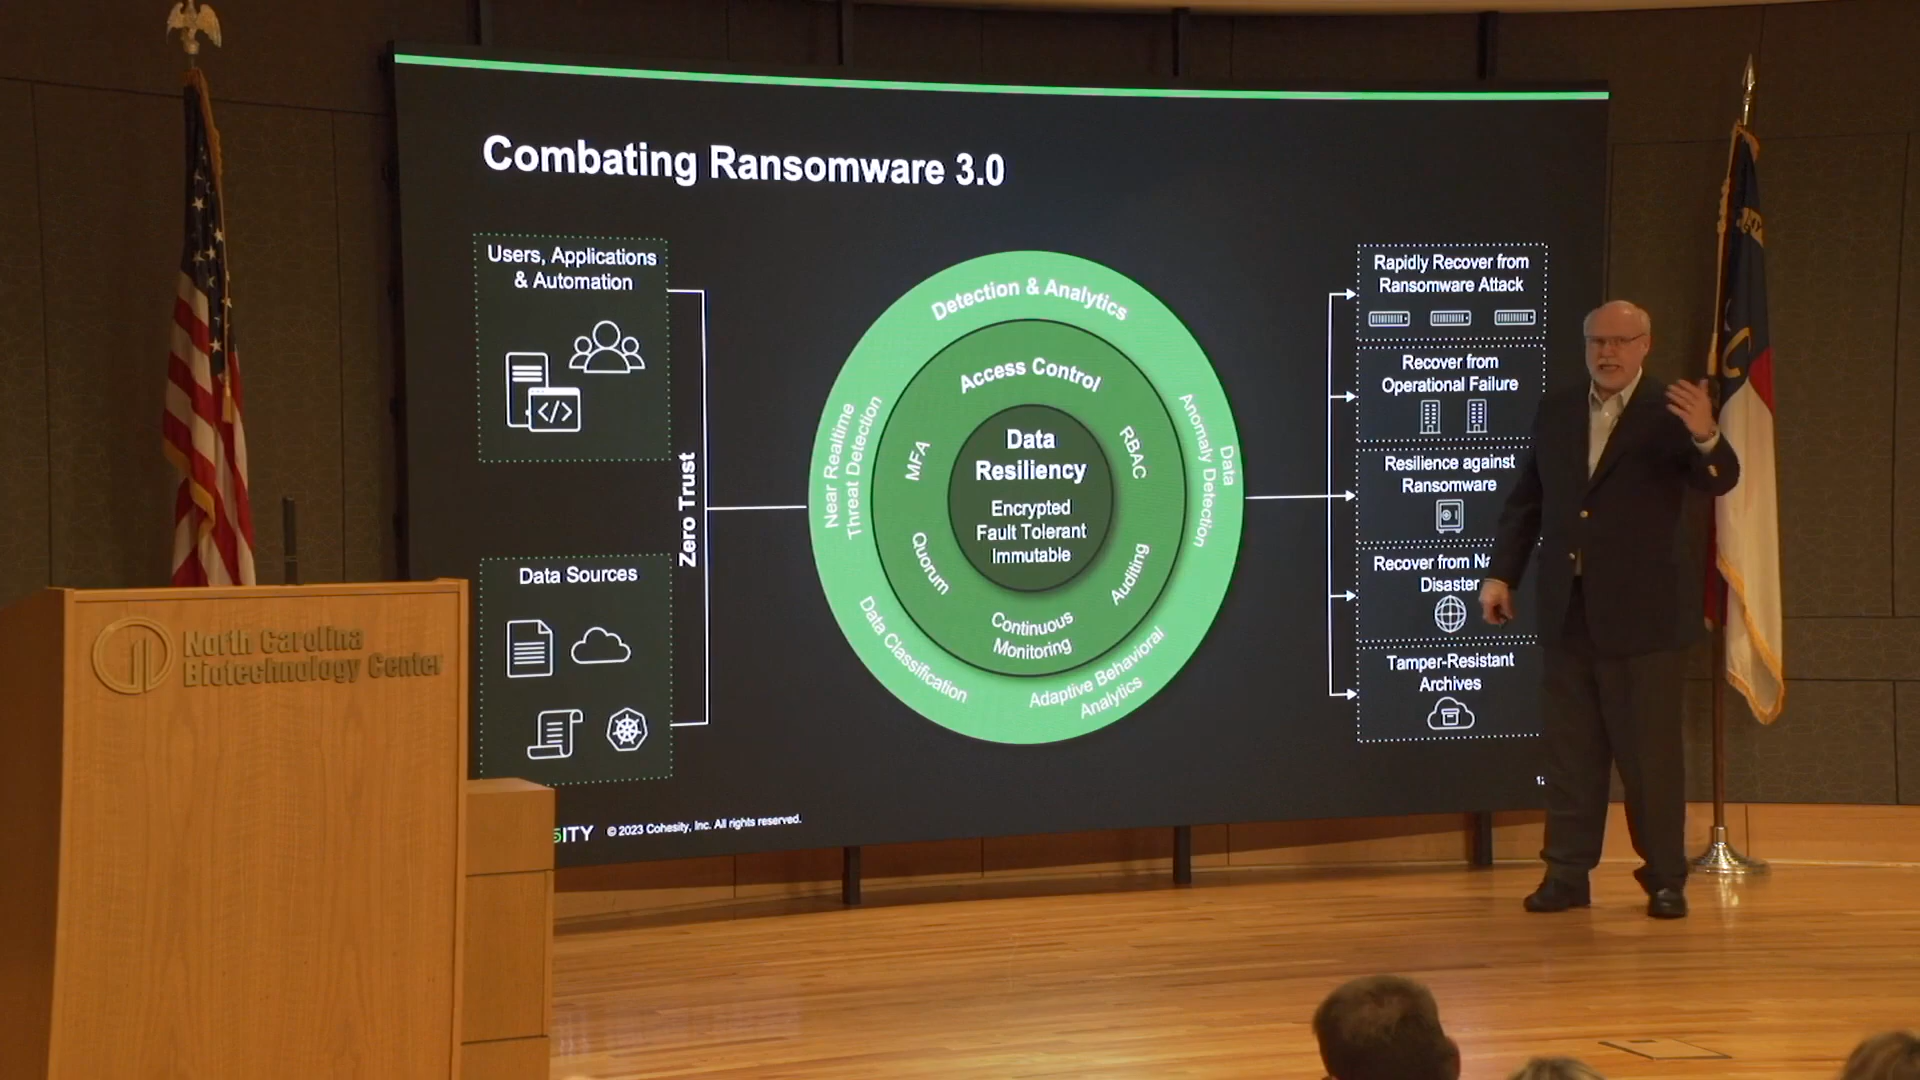 Combating Ransomware 3.0
Users, Applications
& Automation
</>
Data Sources
Zero Trust
Detection & Analytics
Near Realtime
Threat Detection
Data
Anomaly Detection
Data Classification
Adaptive Behavioral
Analytics
Access Control
MFA
RBAC
Quorum
Auditing
Continuous
Monitoring
Data
Resiliency
Encrypted
Fault Tolerant
Immutable
Rapidly Recover from
Ransomware Attack
Recover from
Operational Failure
Resilience against
Ransomware
Recover from
Disaster
Tamper-Resistant
Archives
© 2023 Cohesity, Inc. All rights reserved.
North Carolina
Biotechnology Center